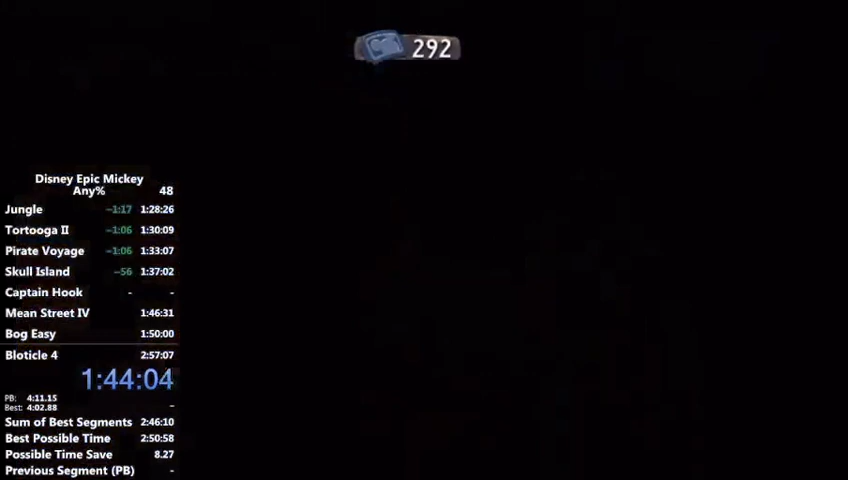 292
Disney Epic Mickey
Any% 48
Jungle −1:17 1:28:26
Tortooga II −1:06 1:30:09
Pirate Voyage −1:06 1:33:07
Skull Island −56 1:37:02
Captain Hook - -
Mean Street IV 1:46:31
Bog Easy 1:50:00
Bloticle 4 2:57:07
1:44:04
PB: 4:11.15
Best: 4:02.88 -
Sum of Best Segments 2:46:10
Best Possible Time 2:50:58
Possible Time Save 8.27
Previous Segment (PB) -